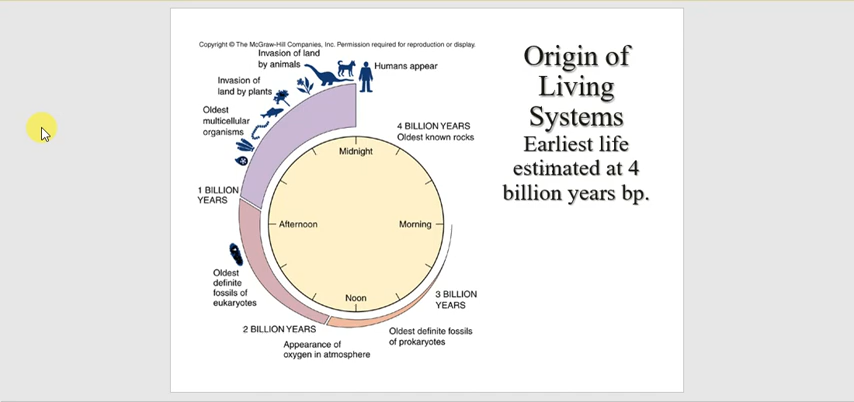 Copyright © The McGraw-Hill Companies, Inc. Permission required for reproduction or display.
Origin of
Living
Systems
Earliest life
estimated at 4
billion years bp.
Invasion of land
by animals
Humans appear
Invasion of
land by plants
Oldest
multicellular
organisms
4 BILLION YEARS
Oldest known rocks
Midnight
1 BILLION
YEARS
Afternoon
Morning
Oldest
definite
fossils of
eukaryotes
Noon
3 BILLION
YEARS
2 BILLION YEARS
Oldest definite fossils
of prokaryotes
Appearance of
oxygen in atmosphere